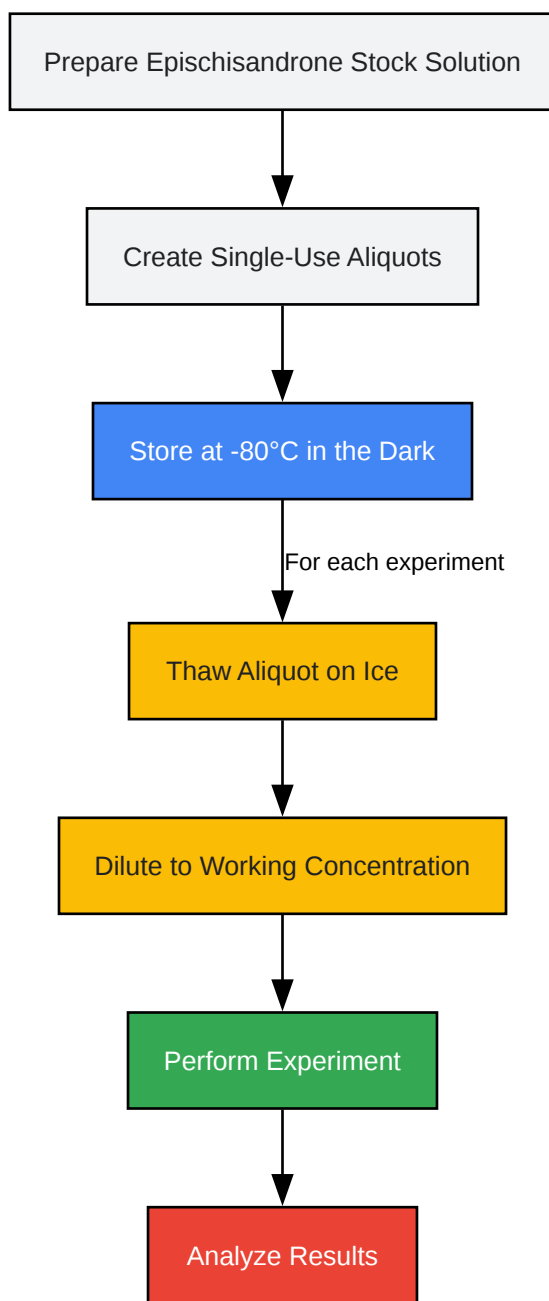 Prepare Epischisandrone Stock Solution
Create Single-Use Aliquots
Store at -80°C in the Dark
For each experiment
Thaw Aliquot on Ice
Dilute to Working Concentration
Perform Experiment
Analyze Results